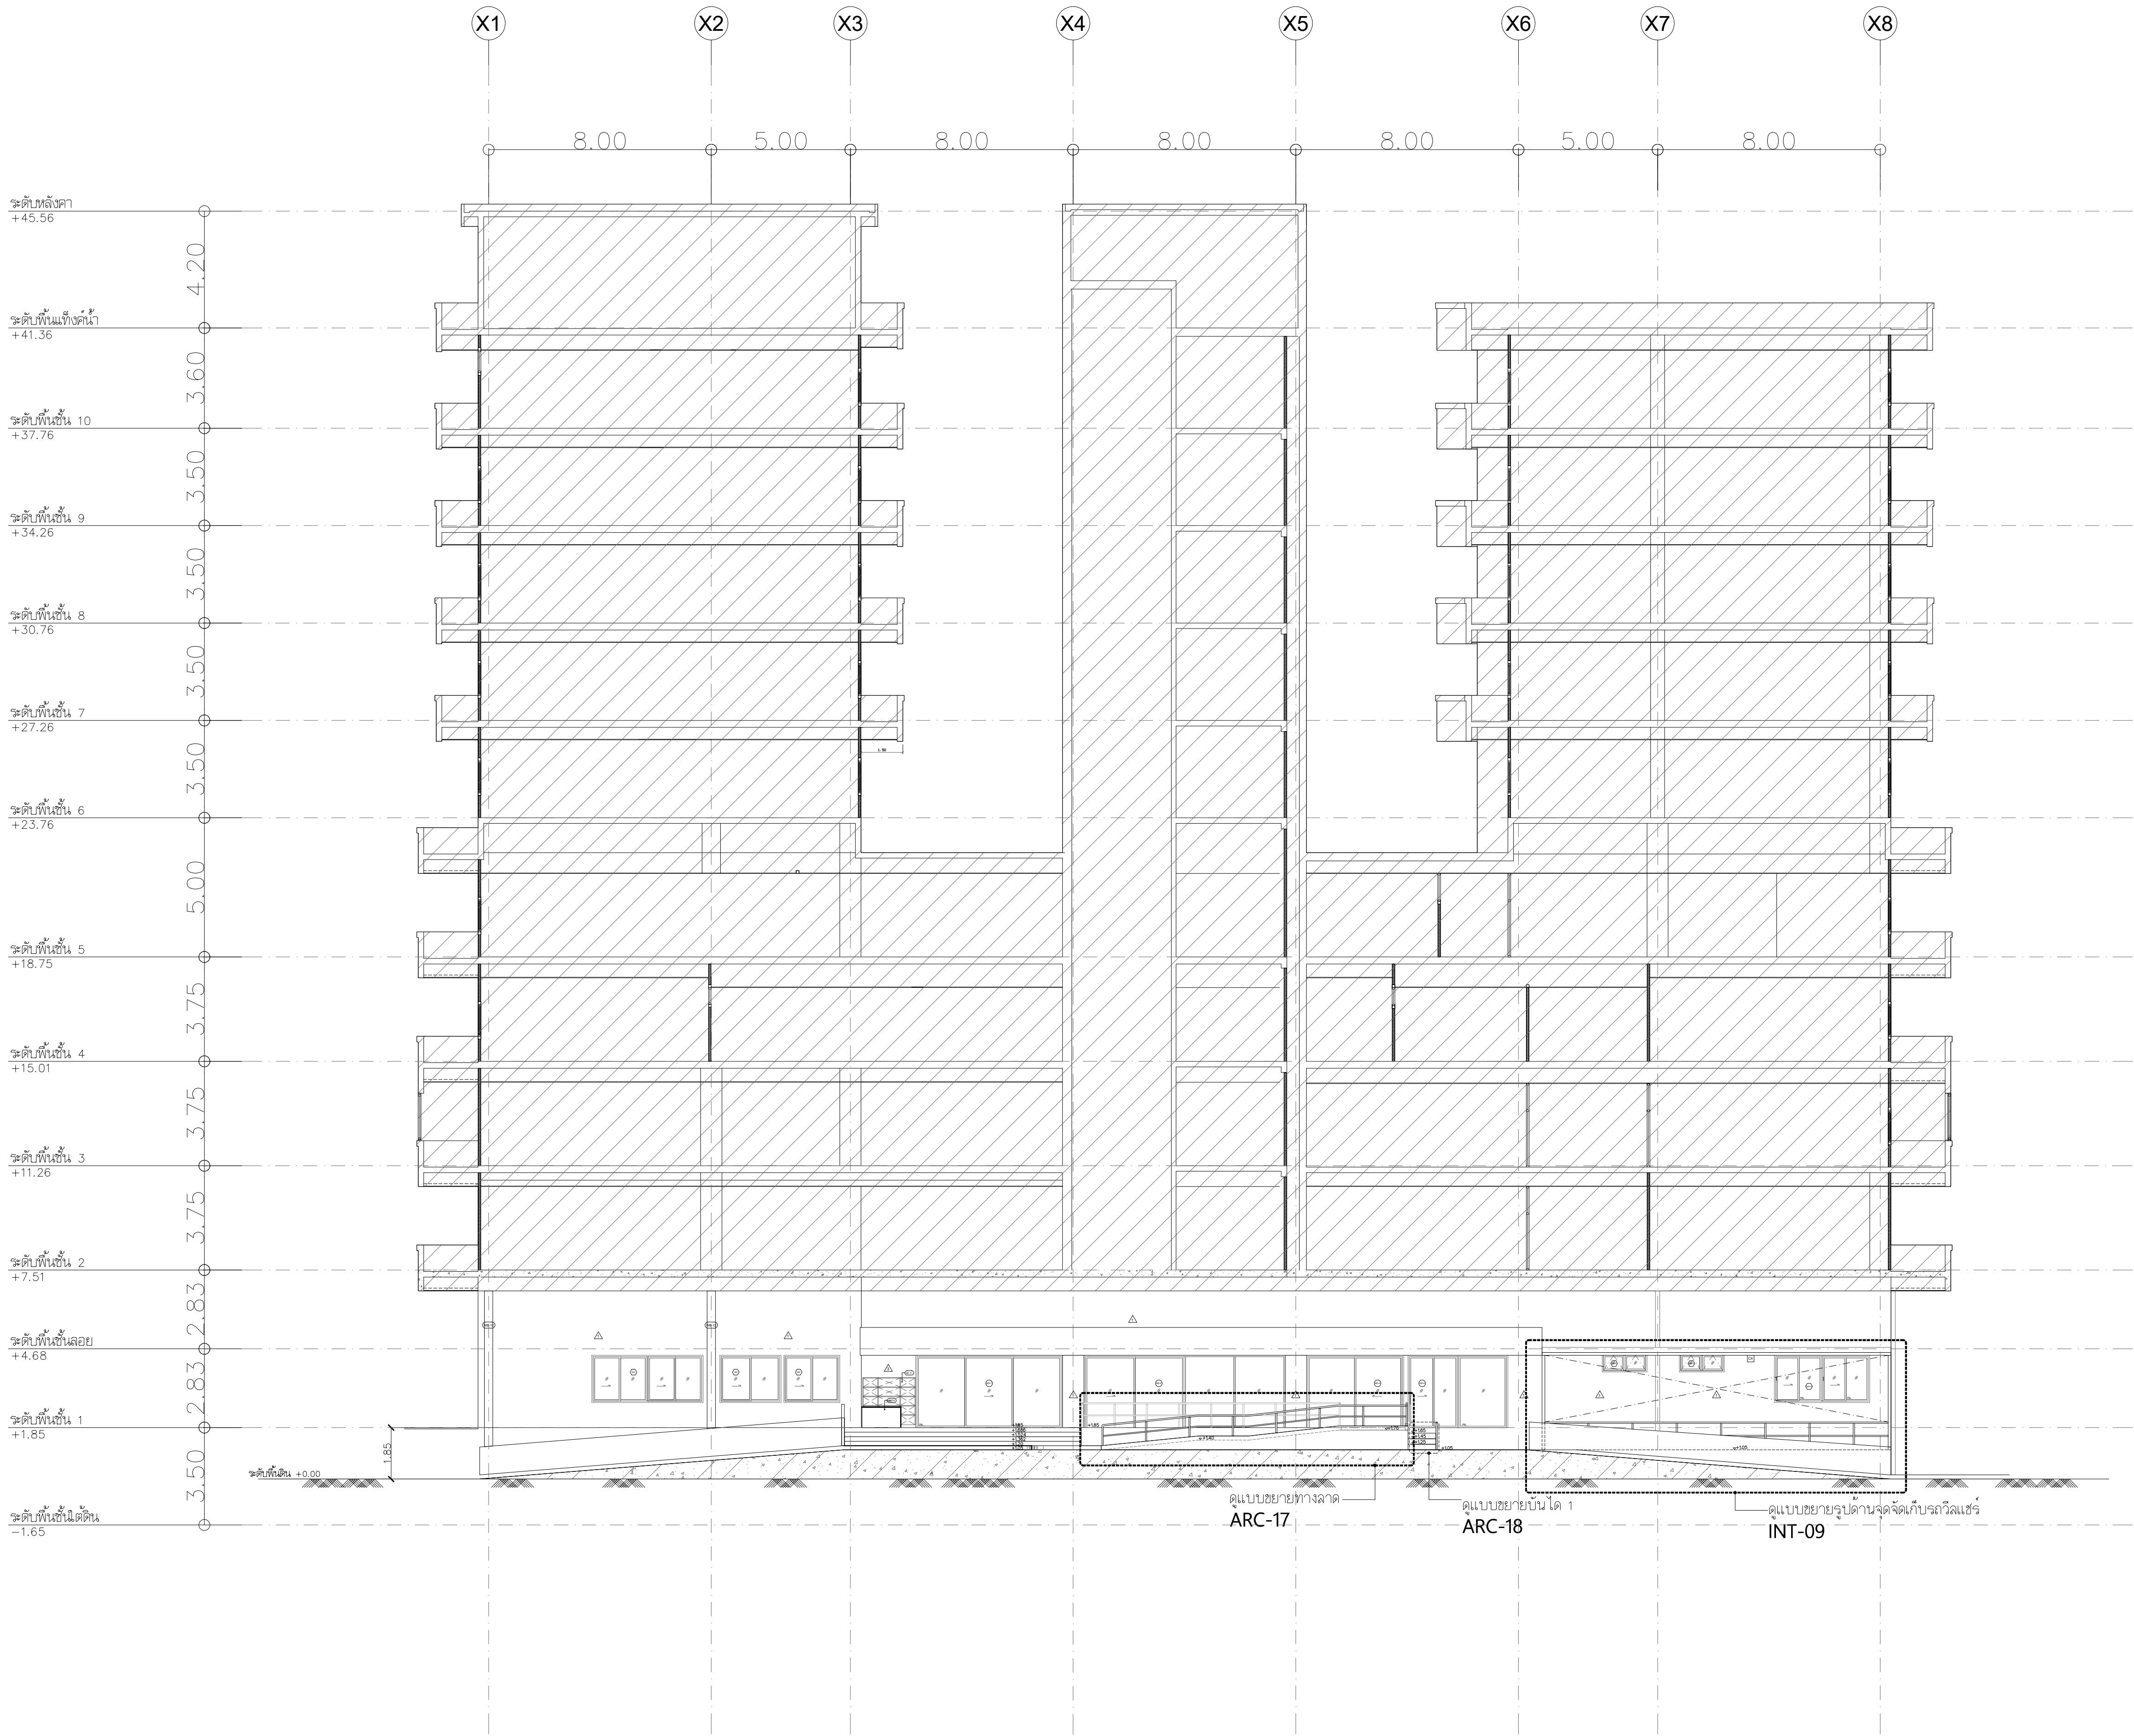 X1 X2 X3 X4 X5 X6 X7 X8
8.00 5.00 8.00 8.00 8.00 5.00 8.00
ระดับหลังคา
+45.56
4.20
ระดับพื้นแท็งค์น้ำ
+41.36
3.60
ระดับพื้นชั้น 10
+37.76
3.50
ระดับพื้นชั้น 9
+34.26
3.50
ระดับพื้นชั้น 8
+30.76
3.50
ระดับพื้นชั้น 7
+27.26
1.50
3.50
ระดับพื้นชั้น 6
+23.76
5.00
ระดับพื้นชั้น 5
+18.75
3.75
ระดับพื้นชั้น 4
+15.01
3.75
ระดับพื้นชั้น 3
+11.26
3.75
ระดับพื้นชั้น 2
+7.51
2.83
ระดับพื้นชั้นลอย
+4.68
2.83
ระดับพื้นชั้น 1
+1.85
1.85
3.50
ระดับพื้นดิน +0.00
ระดับพื้นชั้นใต้ดิน
-1.65
ดูแบบขยายทางลาด
ARC-17
ดูแบบขยายบันได 1
ARC-18
ดูแบบขยายรูปด้านจุดจัดเก็บรถวีลแชร์
INT-09